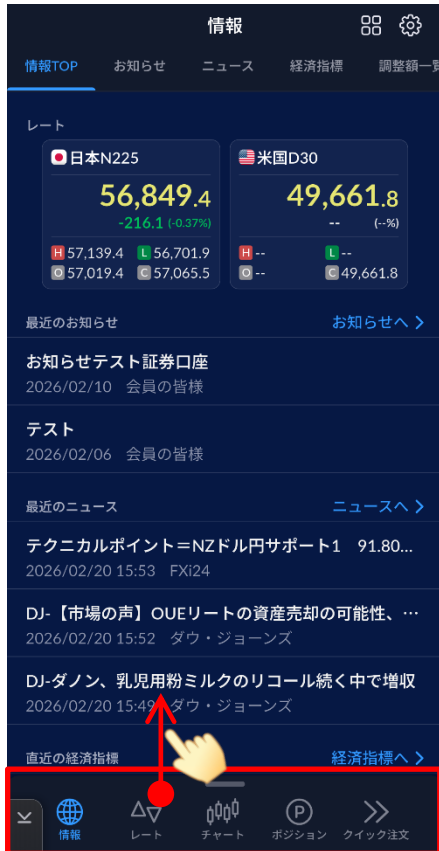 情報
情報TOP お知らせ ニュース 経済指標 調整額一
レート
日本N225 米国D30
56,849.4 49,661.8
-216.1 (-0.37%) -- (--%)
H 57,139.4 L 56,701.9 H -- L --
O 57,019.4 C 57,065.5 O -- C 49,661.8
最近のお知らせ お知らせへ
お知らせテスト証券口座
2026/02/10 会員の皆様
テスト
2026/02/06 会員の皆様
最近のニュース ニュースへ
テクニカルポイント=NZドル円サポート1 91.80...
2026/02/20 15:53 FXi24
DJ-【市場の声】OUEリートの資産売却の可能性、…
2026/02/20 15:52 ダウ・ジョーンズ
DJ-ダノン、乳児用粉ミルクのリコール続く中で増収
2026/02/20 15:49 ダウ・ジョーンズ
直近の経済指標 経済指標へ
P
情報 レート チャート ポジション クイック注文